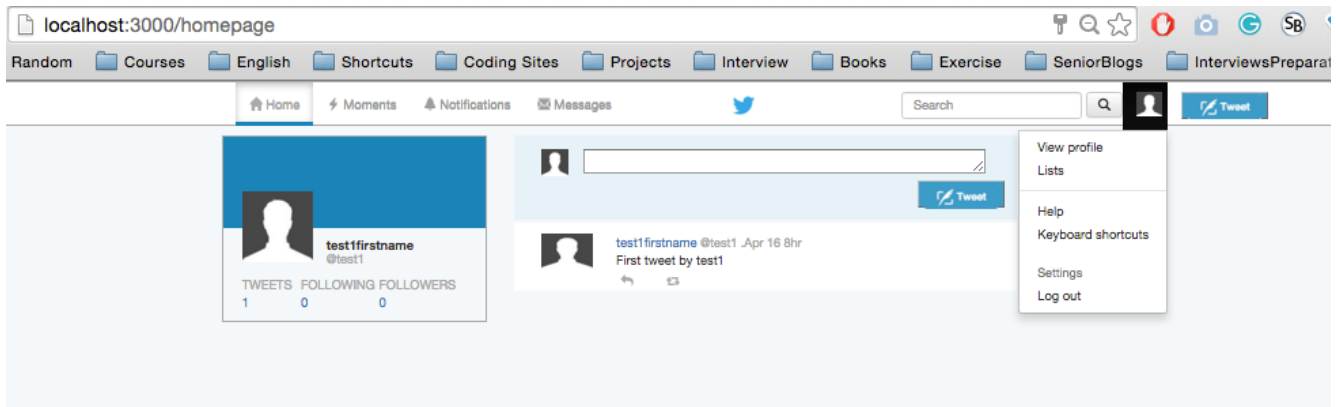 localhost:3000/homepage
Random Courses English Shortcuts Coding Sites Projects Interview Books Exercise SeniorBlogs InterviewsPreparat
Home Moments Notifications Messages Search Tweet
View profile
Lists
Help
Keyboard shortcuts
Settings
Log out
test1firstname
@test1
TWEETS FOLLOWING FOLLOWERS
1 0 0
Tweet
test1firstname @test1 .Apr 16 8hr
First tweet by test1
SB